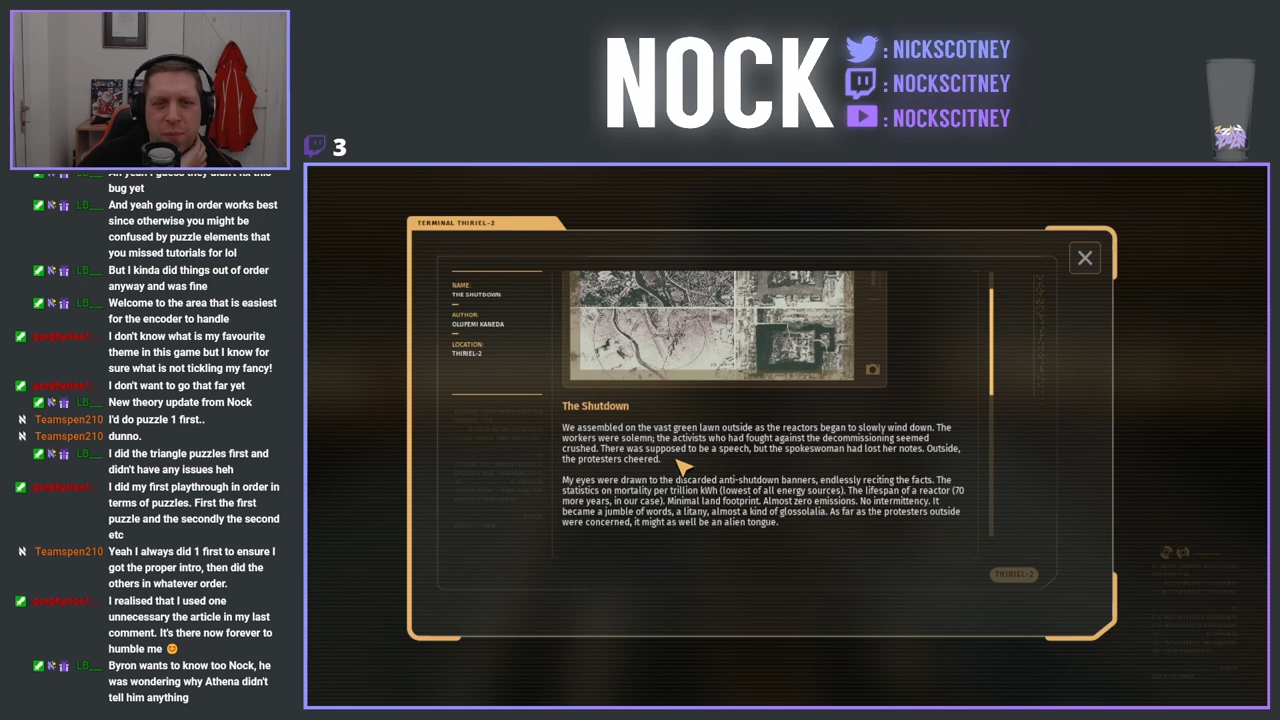 NOCK
: NICKSCOTNEY
: NOCKSCITNEY
: NOCKSCITNEY
3
bug yet
LB__ And yeah going in order works best
since otherwise you might be
confused by puzzle elements that
you missed tutorials for lol
LB__ But I kinda did things out of order
anyway and was fine
LB__ Welcome to the area that is easiest
for the encoder to handle
I don't know what is my favourite
theme in this game but I know for
sure what is not tickling my fancy!
I don't want to go that far yet
LB__ New theory update from Nock
Teamspen210 I'd do puzzle 1 first..
Teamspen210 dunno.
LB__ I did the triangle puzzles first and
didn't have any issues heh
I did my first playthrough in order in
terms of puzzles. First the first
puzzle and the secondly the second
etc
Teamspen210 Yeah I always did 1 first to ensure I
got the proper intro, then did the
others in whatever order.
I realised that I used one
unnecessary the article in my last
comment. It's there now forever to
humble me
LB__ Byron wants to know too Nock, he
was wondering why Athena didn't
tell him anything
TERMINAL THIRIEL-2
NAME:
THE SHUTDOWN
AUTHOR:
OLUFEMI KANEDA
LOCATION:
THIRIEL-2
The Shutdown
We assembled on the vast green lawn outside as the reactors began to slowly wind down. The
workers were solemn; the activists who had fought against the decommissioning seemed
crushed. There was supposed to be a speech, but the spokeswoman had lost her notes. Outside,
the protesters cheered.
My eyes were drawn to the discarded anti-shutdown banners, endlessly reciting the facts. The
statistics on mortality per trillion kWh (lowest of all energy sources). The lifespan of a reactor (70
more years, in our case). Minimal land footprint. Almost zero emissions. No intermittency. It
became a jumble of words, a litany, almost a kind of glossolalia. As far as the protesters outside
were concerned, it might as well be an alien tongue.
THIRIEL-2